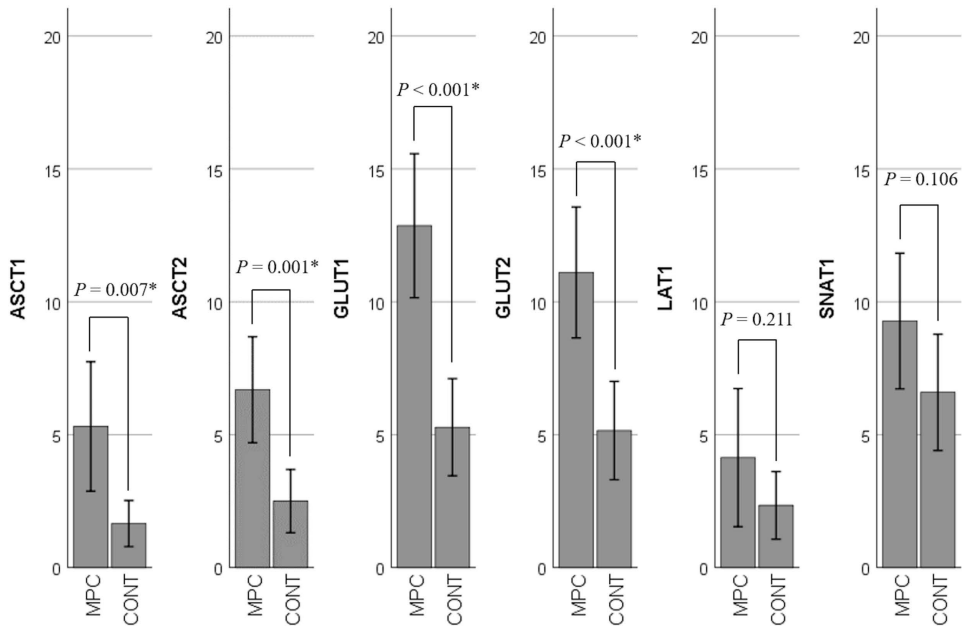 ASCT1
20
15
10
5
0
P = 0.007*
MPC
CONT
ASCT2
20
15
10
5
0
P = 0.001*
MPC
CONT
GLUT1
20
15
10
5
0
P < 0.001*
MPC
CONT
GLUT2
20
15
10
5
0
P < 0.001*
MPC
CONT
LAT1
20
15
10
5
0
P = 0.211
MPC
CONT
SNAT1
20
15
10
5
0
P = 0.106
MPC
CONT